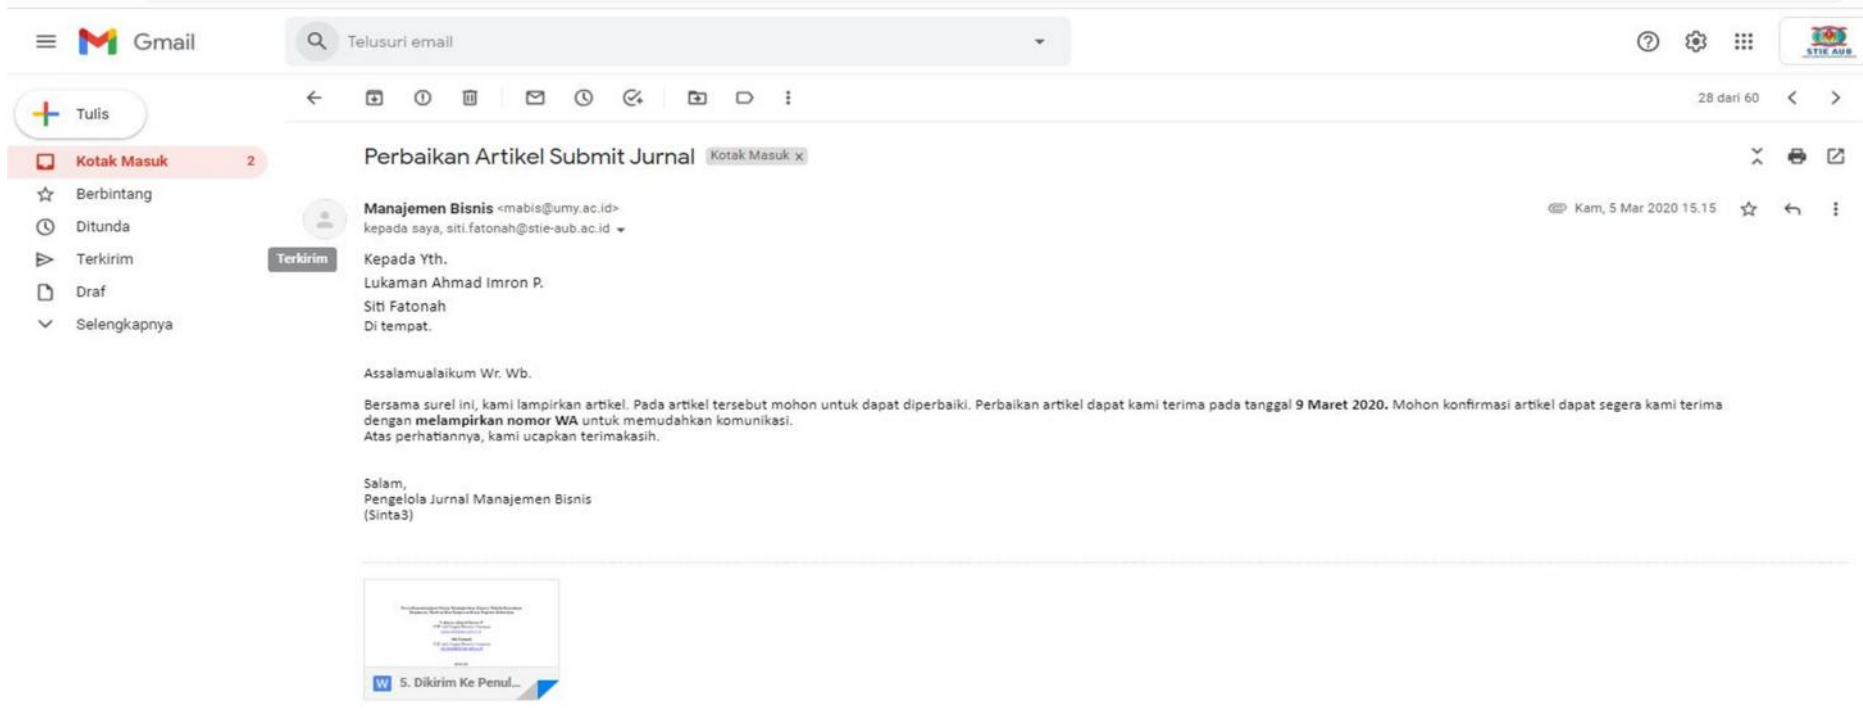 Gmail
Telusuri email
STIE AUB
Tulis
28 dari 60
Kotak Masuk 2
Berbintang
Ditunda
Terkirim
Draf
Selengkapnya
Terkirim
Perbaikan Artikel Submit Jurnal Kotak Masuk x
Manajemen Bisnis <mabis@umy.ac.id>
Kam, 5 Mar 2020 15.15
kepada saya, siti.fatonah@stie-aub.ac.id
Kepada Yth.
Lukaman Ahmad Imron P.
Siti Fatonah
Di tempat.
Assalamualaikum Wr. Wb.
Bersama surel ini, kami lampirkan artikel. Pada artikel tersebut mohon untuk dapat diperbaiki. Perbaikan artikel dapat kami terima pada tanggal 9 Maret 2020. Mohon konfirmasi artikel dapat segera kami terima
dengan melampirkan nomor WA untuk memudahkan komunikasi.
Atas perhatiannya, kami ucapkan terimakasih.
Salam,
Pengelola Jurnal Manajemen Bisnis
(Sinta3)
W 5. Dikirim Ke Penul...